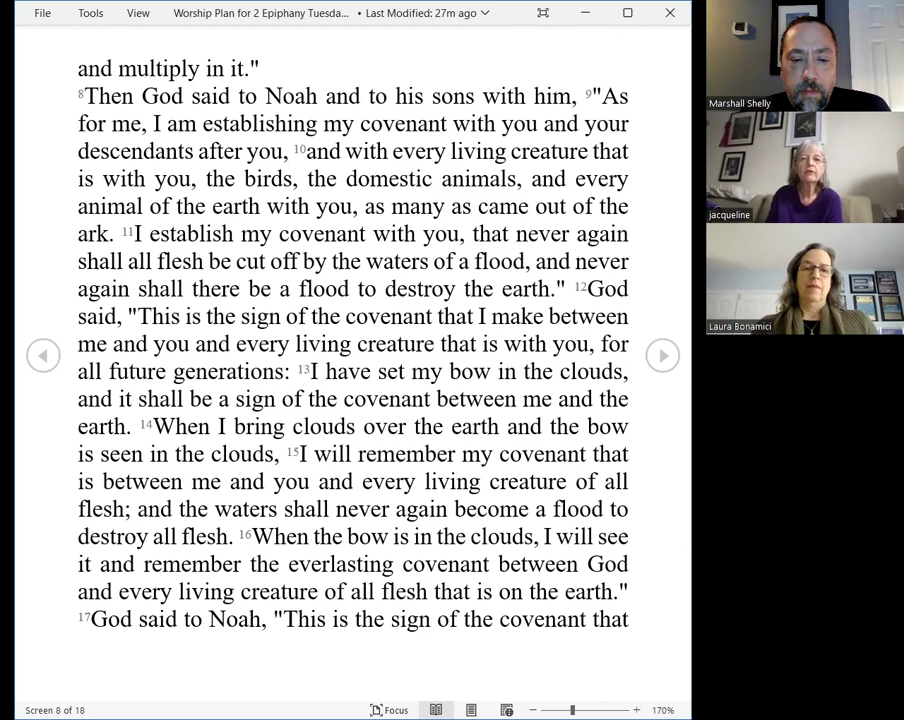 File Tools View Worship Plan for 2 Epiphany Tuesda... • Last Modified: 27m ago
and multiply in it."
8Then God said to Noah and to his sons with him, 9"As
for me, I am establishing my covenant with you and your
descendants after you, 10and with every living creature that
is with you, the birds, the domestic animals, and every
animal of the earth with you, as many as came out of the
ark. 11I establish my covenant with you, that never again
shall all flesh be cut off by the waters of a flood, and never
again shall there be a flood to destroy the earth." 12God
said, "This is the sign of the covenant that I make between
me and you and every living creature that is with you, for
all future generations: 13I have set my bow in the clouds,
and it shall be a sign of the covenant between me and the
earth. 14When I bring clouds over the earth and the bow
is seen in the clouds, 15I will remember my covenant that
is between me and you and every living creature of all
flesh; and the waters shall never again become a flood to
destroy all flesh. 16When the bow is in the clouds, I will see
it and remember the everlasting covenant between God
and every living creature of all flesh that is on the earth."
17God said to Noah, "This is the sign of the covenant that
Screen 8 of 18 Focus 170%
Marshall Shelly
jacqueline
Laura Bonamici